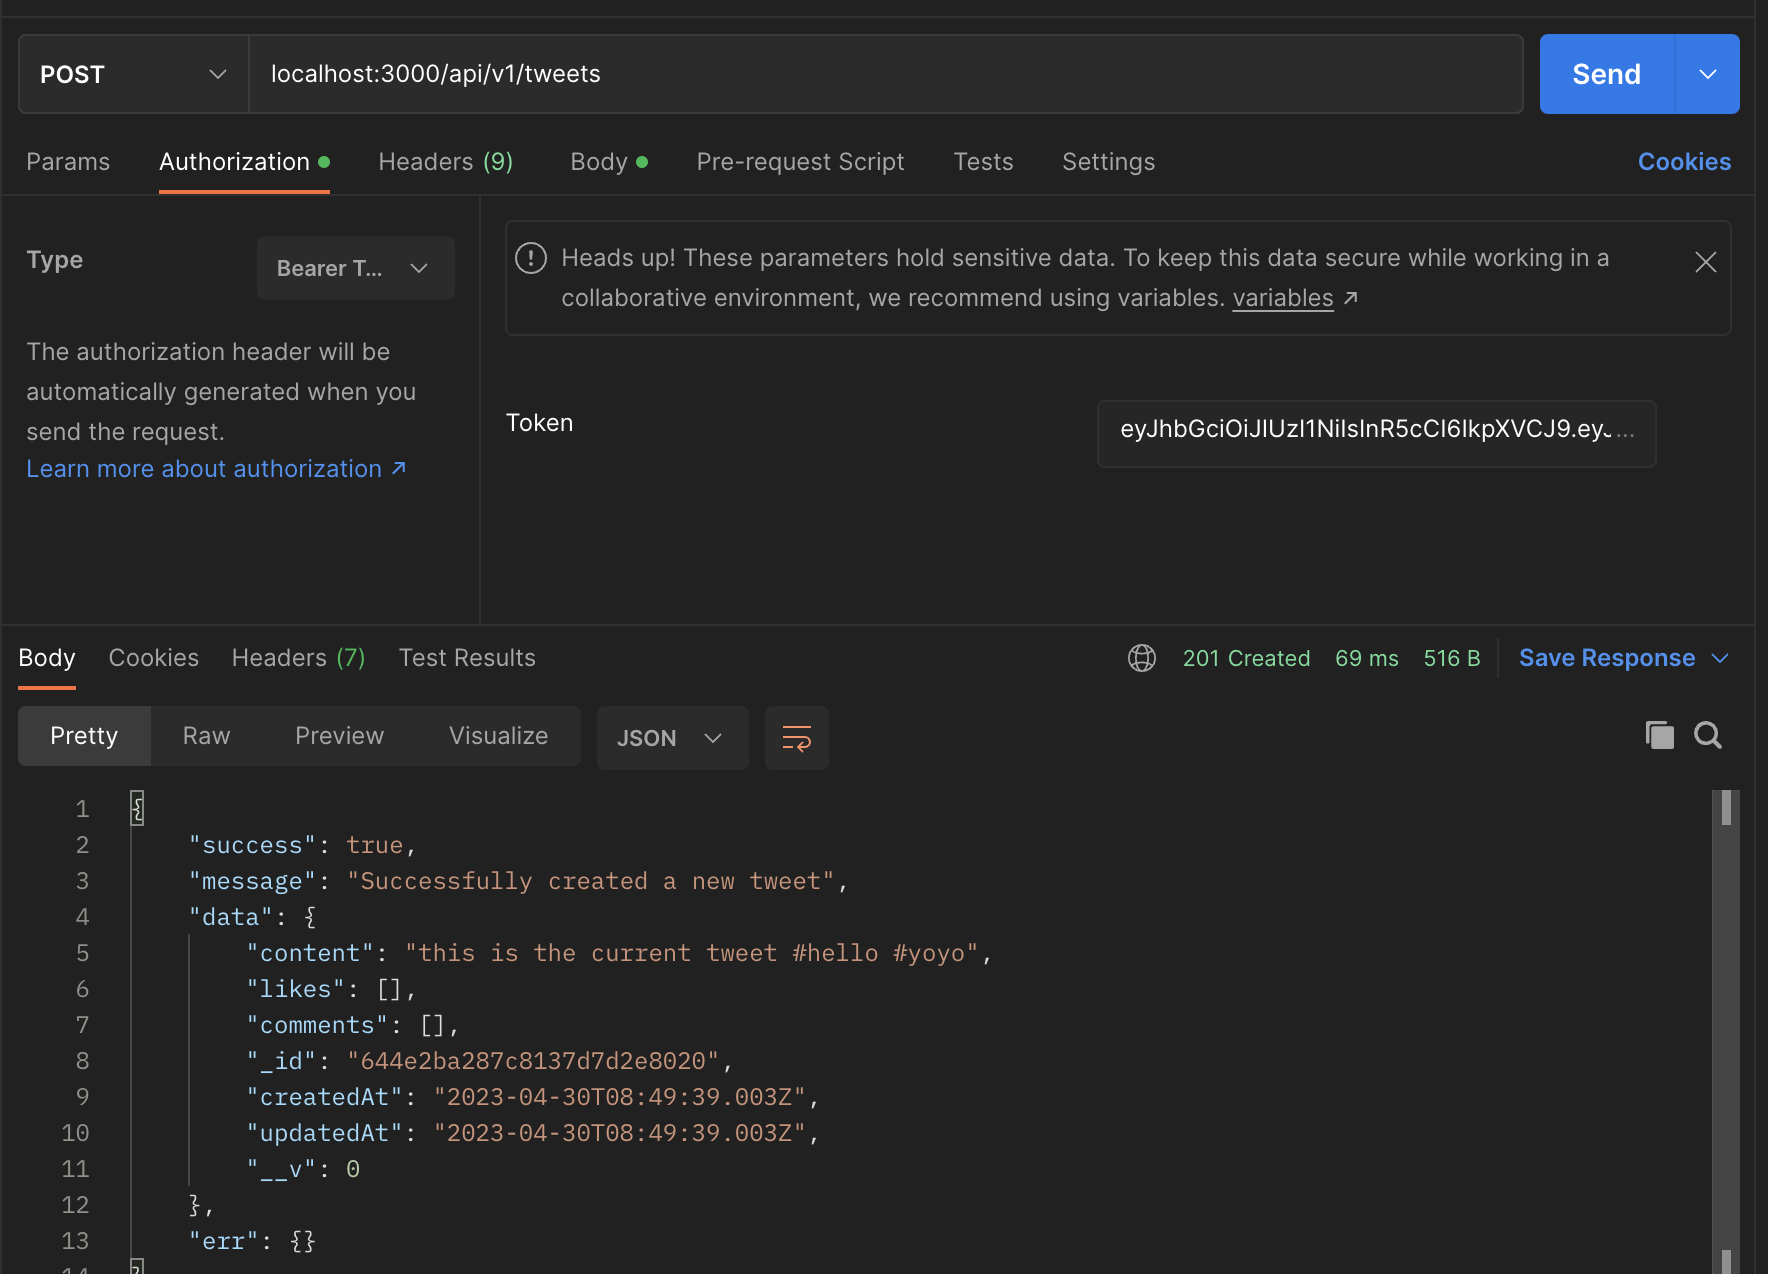 POST
localhost:3000/api/v1/tweets
Send
Params
Authorization
Headers (9)
Body
Pre-request Script
Tests
Settings
Cookies
Type
Bearer T...
The authorization header will be
automatically generated when you
send the request.
Learn more about authorization ↗
Heads up! These parameters hold sensitive data. To keep this data secure while working in a
collaborative environment, we recommend using variables. variables ↗
Token
eyJhbGciOiJIUzI1NiIsInR5cCI6IkpXVCJ9.eyJ...
Body
Cookies
Headers (7)
Test Results
201 Created
69 ms
516 B
Save Response
Pretty
Raw
Preview
Visualize
JSON
1 {
2 "success": true,
3 "message": "Successfully created a new tweet",
4 "data": {
5 "content": "this is the current tweet #hello #yoyo",
6 "likes": [],
7 "comments": [],
8 "_id": "644e2ba287c8137d7d2e8020",
9 "createdAt": "2023-04-30T08:49:39.003Z",
10 "updatedAt": "2023-04-30T08:49:39.003Z",
11 "__v": 0
12 },
13 "err": {}
14 }